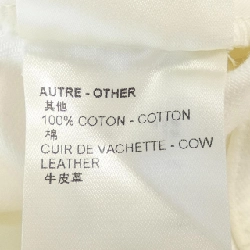 AUTRE - OTHER
其他
100% COTON - COTTON
棉
CUIR DE VACHETTE - COW
LEATHER
牛皮革